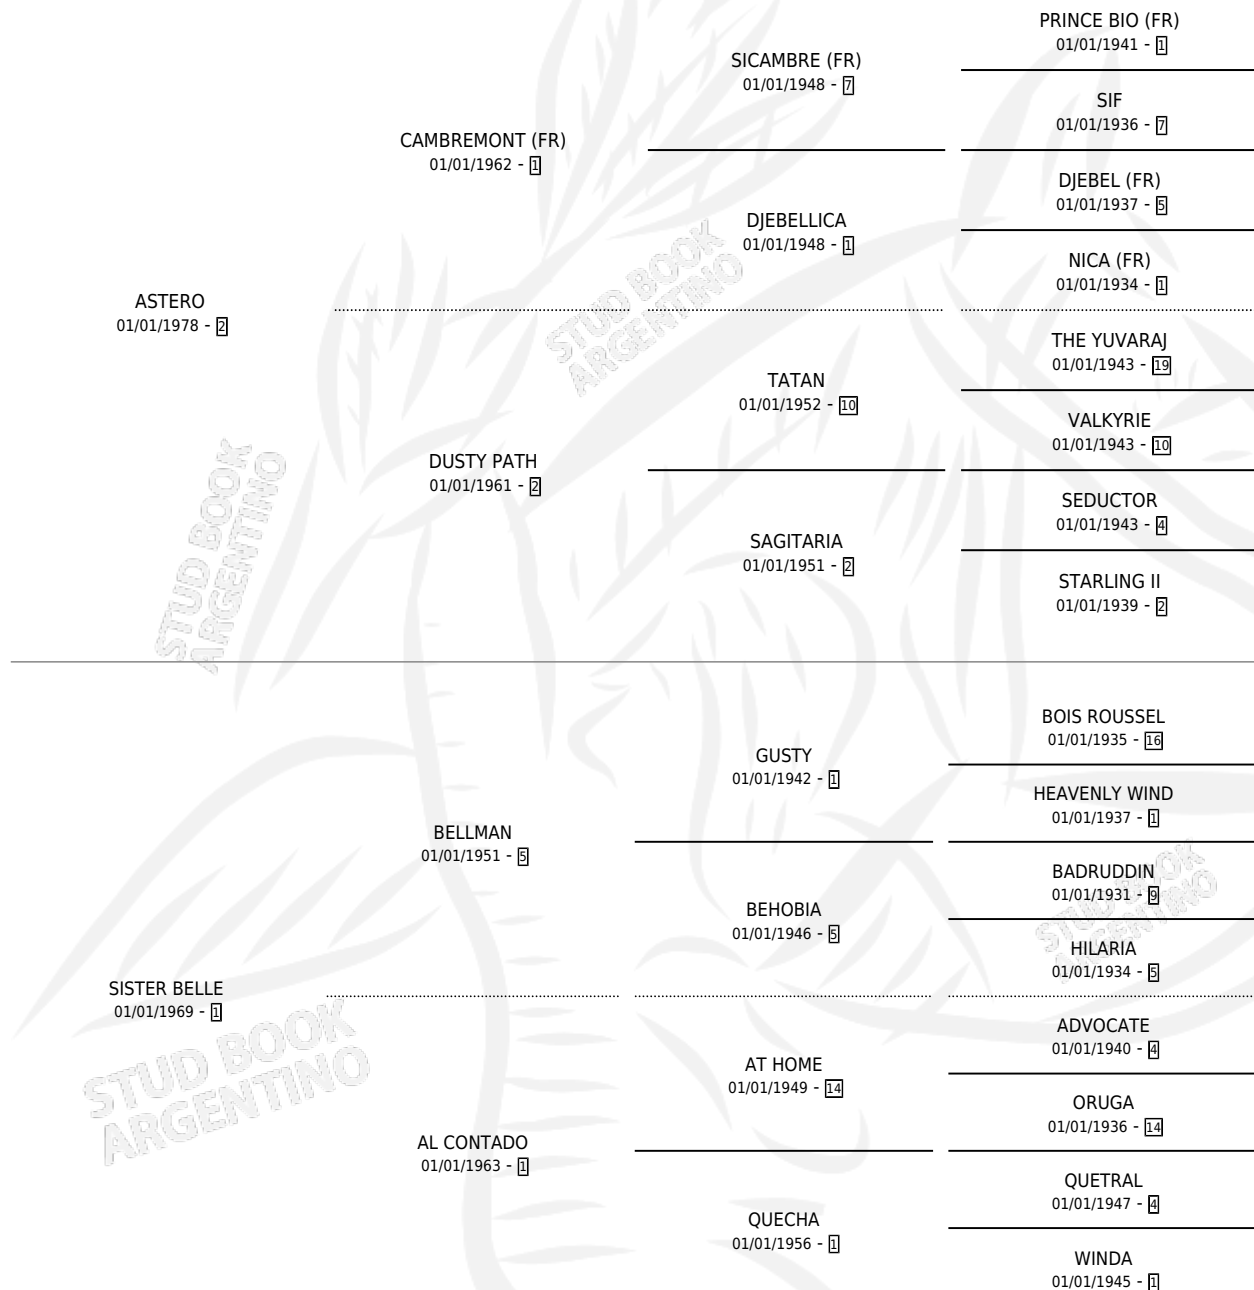 PRINCE BIO (FR)
01/01/1941 - 1
SICAMBRE (FR)
01/01/1948 - 7
SIF
01/01/1936 - 7
CAMBREMONT (FR)
01/01/1962 - 1
DJEBEL (FR)
01/01/1937 - 5
DJEBELLICA
01/01/1948 - 1
NICA (FR)
01/01/1934 - 1
ASTERO
01/01/1978 - 2
THE YUVARAJ
01/01/1943 - 19
TATAN
01/01/1952 - 10
VALKYRIE
01/01/1943 - 10
DUSTY PATH
01/01/1961 - 2
SEDUCTOR
01/01/1943 - 4
SAGITARIA
01/01/1951 - 2
STARLING II
01/01/1939 - 2
BOIS ROUSSEL
01/01/1935 - 16
GUSTY
01/01/1942 - 1
HEAVENLY WIND
01/01/1937 - 1
BELLMAN
01/01/1951 - 5
BADRUDDIN
01/01/1931 - 9
BEHOBIA
01/01/1946 - 5
HILARIA
01/01/1934 - 5
SISTER BELLE
01/01/1969 - 1
ADVOCATE
01/01/1940 - 4
AT HOME
01/01/1949 - 14
ORUGA
01/01/1936 - 14
AL CONTADO
01/01/1963 - 1
QUETRAL
01/01/1947 - 4
QUECHA
01/01/1956 - 1
WINDA
01/01/1945 - 1
STUD BOOK
ARGENTINO
STUD BOOK
ARGENTINO
STUD BOOK
ARGENTINO
STUD BOOK
ARGENTINO